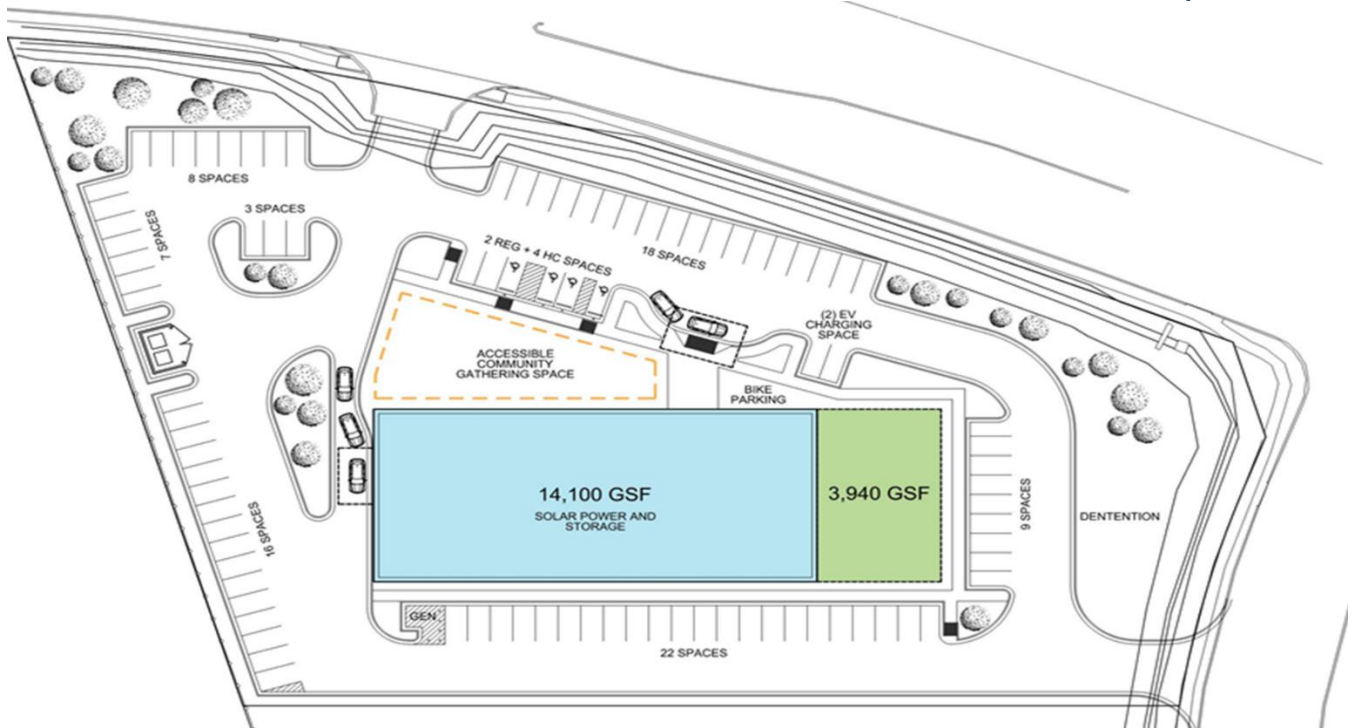 8 SPACES
3 SPACES
7 SPACES
2 REG + 4 HC SPACES
18 SPACES
(2) EV
CHARGING
SPACE
ACCESSIBLE
COMMUNITY
GATHERING SPACE
BIKE
PARKING
14,100 GSF
SOLAR POWER AND
STORAGE
3,940 GSF
9 SPACES
DENTENTION
16 SPACES
GEN
22 SPACES